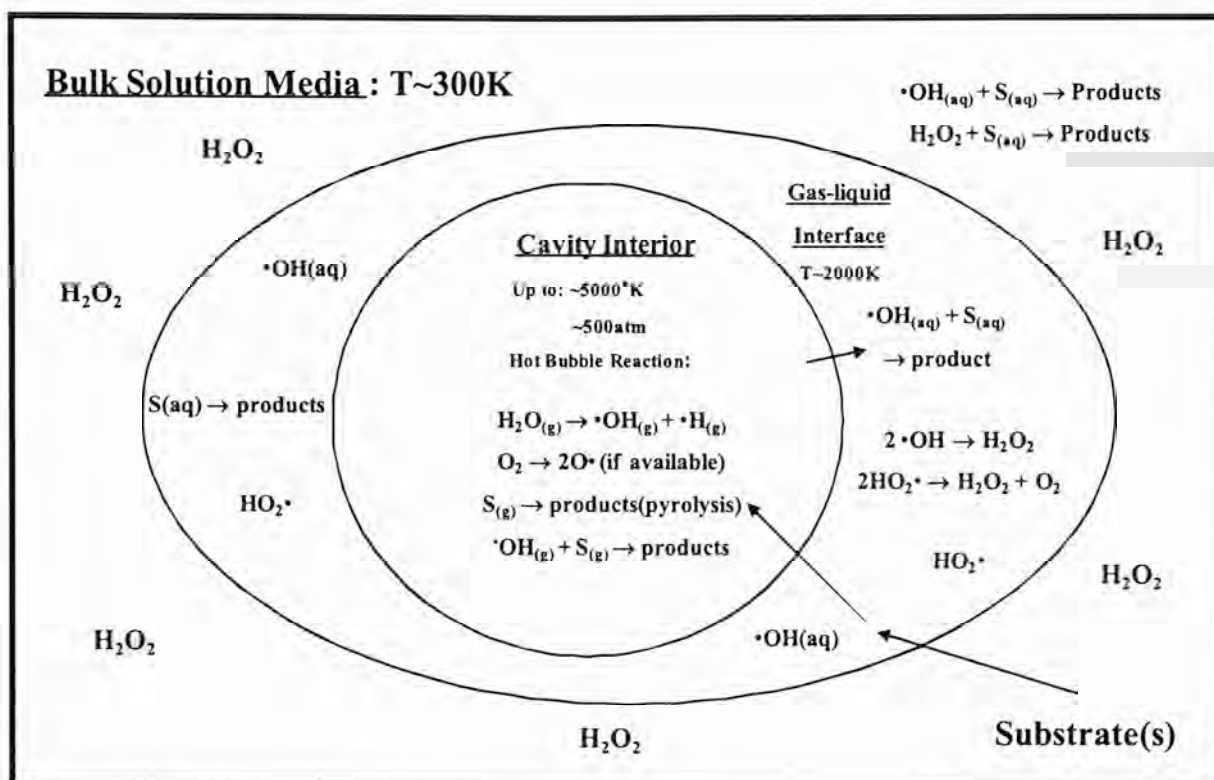 Bulk Solution Media : T~300K
•OH(aq) + S(aq) → Products
H₂O₂ + S(aq) → Products
H₂O₂
Gas-liquid
Interface
T~2000K
H₂O₂
Cavity Interior
Up to: ~5000°K
~500atm
Hot Bubble Reaction:
•OH(aq)
H₂O₂
•OH(aq) + S(aq)
→ product
S(aq) → products
H₂O(g) → •OH(g) + •H(g)
O₂ → 2O• (if available)
S(g) → products(pyrolysis)
•OH(g) + S(g) → products
2 •OH → H₂O₂
2HO₂• → H₂O₂ + O₂
HO₂•
HO₂•
H₂O₂
H₂O₂
•OH(aq)
H₂O₂
Substrate(s)